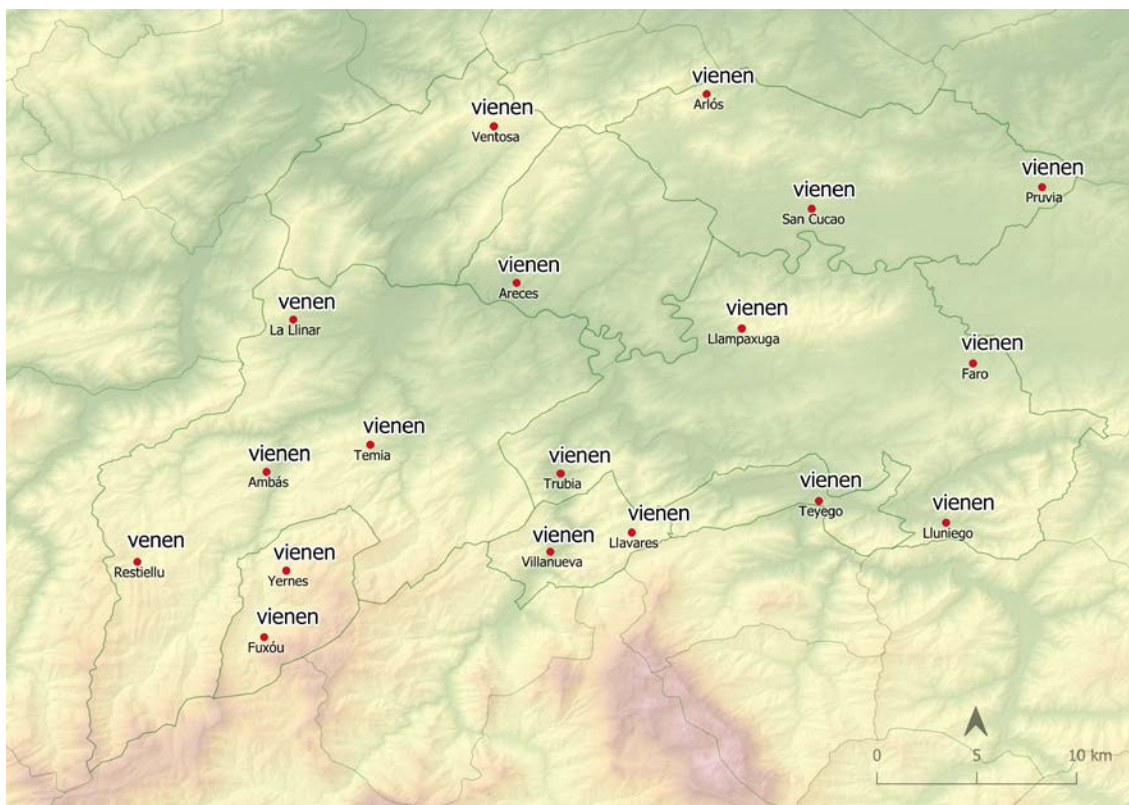 vienen
Arlós
vienen
Ventosa
vienen
Pruvia
vienen
San Cucao
vienen
Areces
venen
La Llinar
vienen
Llampaxuga
vienen
Faro
vienen
Temia
vienen
Ambás
vienen
Trubia
vienen
Teyego
vienen
Lluniego
vienen
Llavares
vienen
Villanueva
venen
Restiellu
vienen
Yernes
vienen
Fuxóu
0 5 10 km